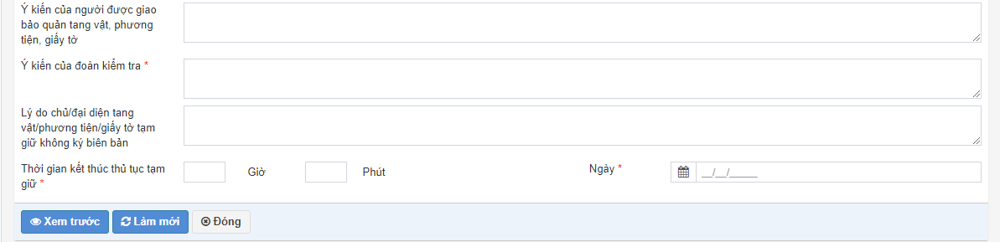 Ý kiến của người được giao
bảo quản tang vật, phương
tiện, giấy tờ
Ý kiến của đoàn kiểm tra *
Lý do chủ/đại diện tang
vật/phương tiện/giấy tờ tạm
giữ không ký biên bản
Thời gian kết thúc thủ tục tạm
giữ *
Giờ
Phút
Ngày *
__/__/____
Xem trước
Làm mới
Đóng